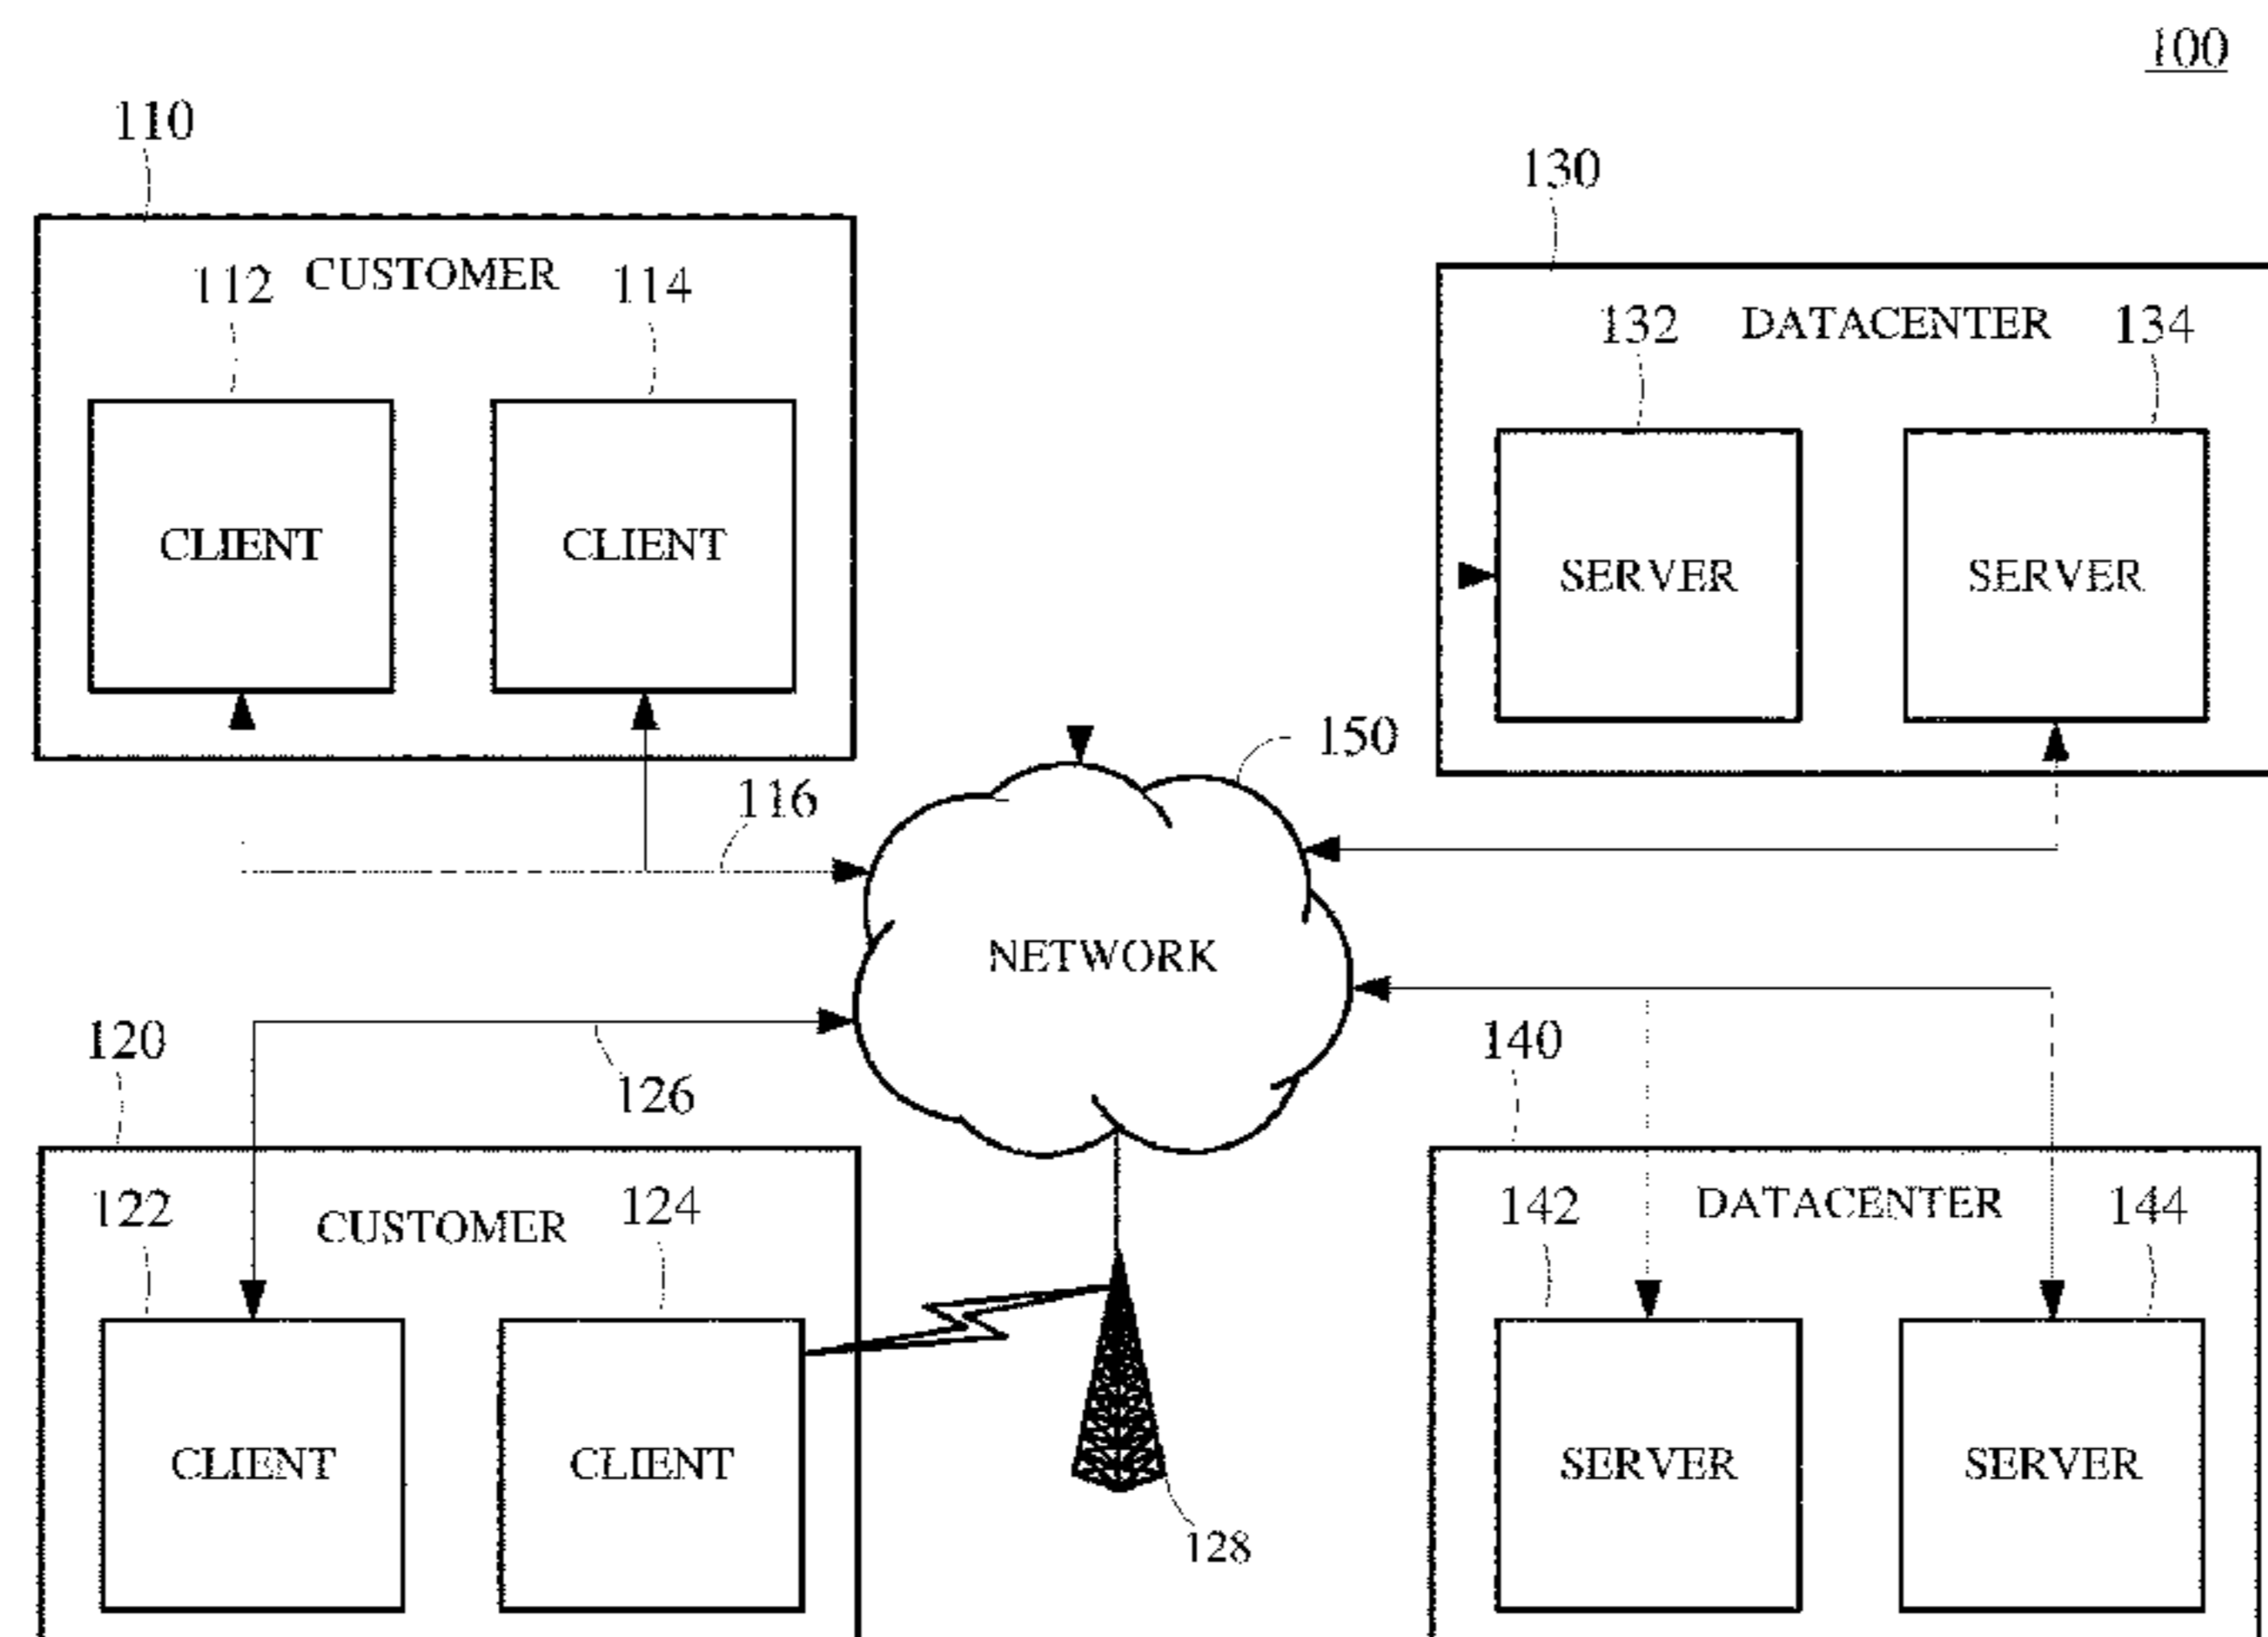 100
110
130
112 CUSTOMER 114
132 DATACENTER 134
CLIENT CLIENT
SERVER SERVER
150
116
NETWORK
120
140
126
122 CUSTOMER 124
142 DATACENTER 144
CLIENT CLIENT
SERVER SERVER
128